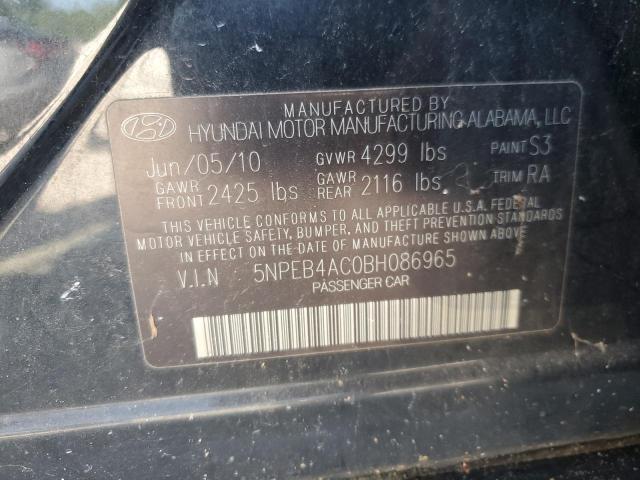 MANUFACTURED BY
HYUNDAI MOTOR MANUFACTURING ALABAMA, LLC
Jun/05/10 GVWR 4299 lbs PAINT S3
GAWR FRONT 2425 lbs GAWR REAR 2116 lbs TRIM RA
THIS VEHICLE CONFORMS TO ALL APPLICABLE U.S.A. FEDERAL
MOTOR VEHICLE SAFETY, BUMPER, AND THEFT PREVENTION STANDARDS
IN EFFECT ON THE DATE OF MANUFACTURE SHOWN ABOVE
V.I.N 5NPEB4AC0BH086965
PASSENGER CAR